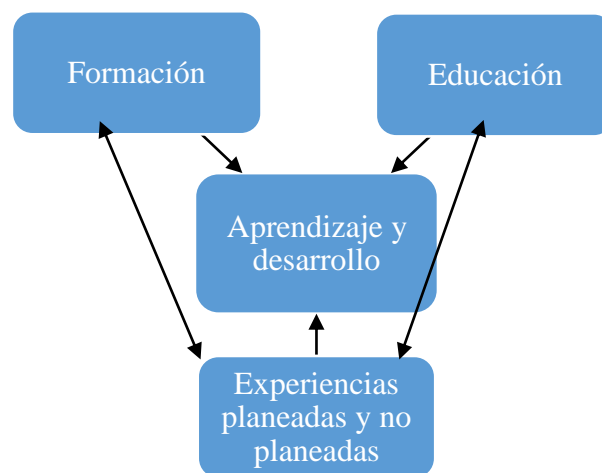 Formación
Educación
Aprendizaje y
desarrollo
Experiencias
planeadas y no
planeadas